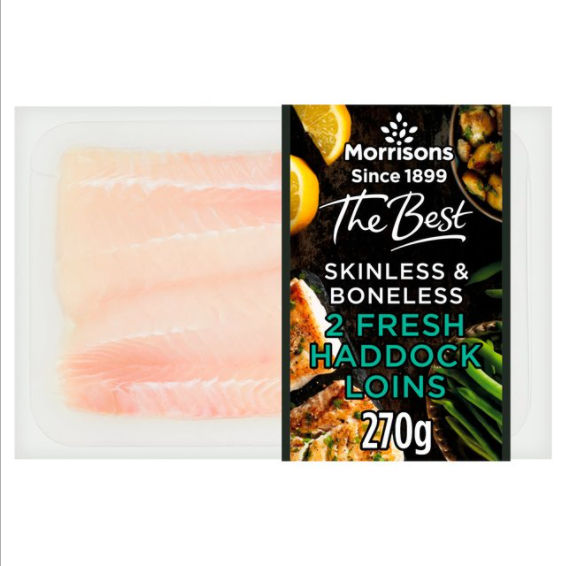 Morrisons
Since 1899
The Best
SKINLESS &
BONELESS
2 FRESH
HADDOCK
LOINS
270g